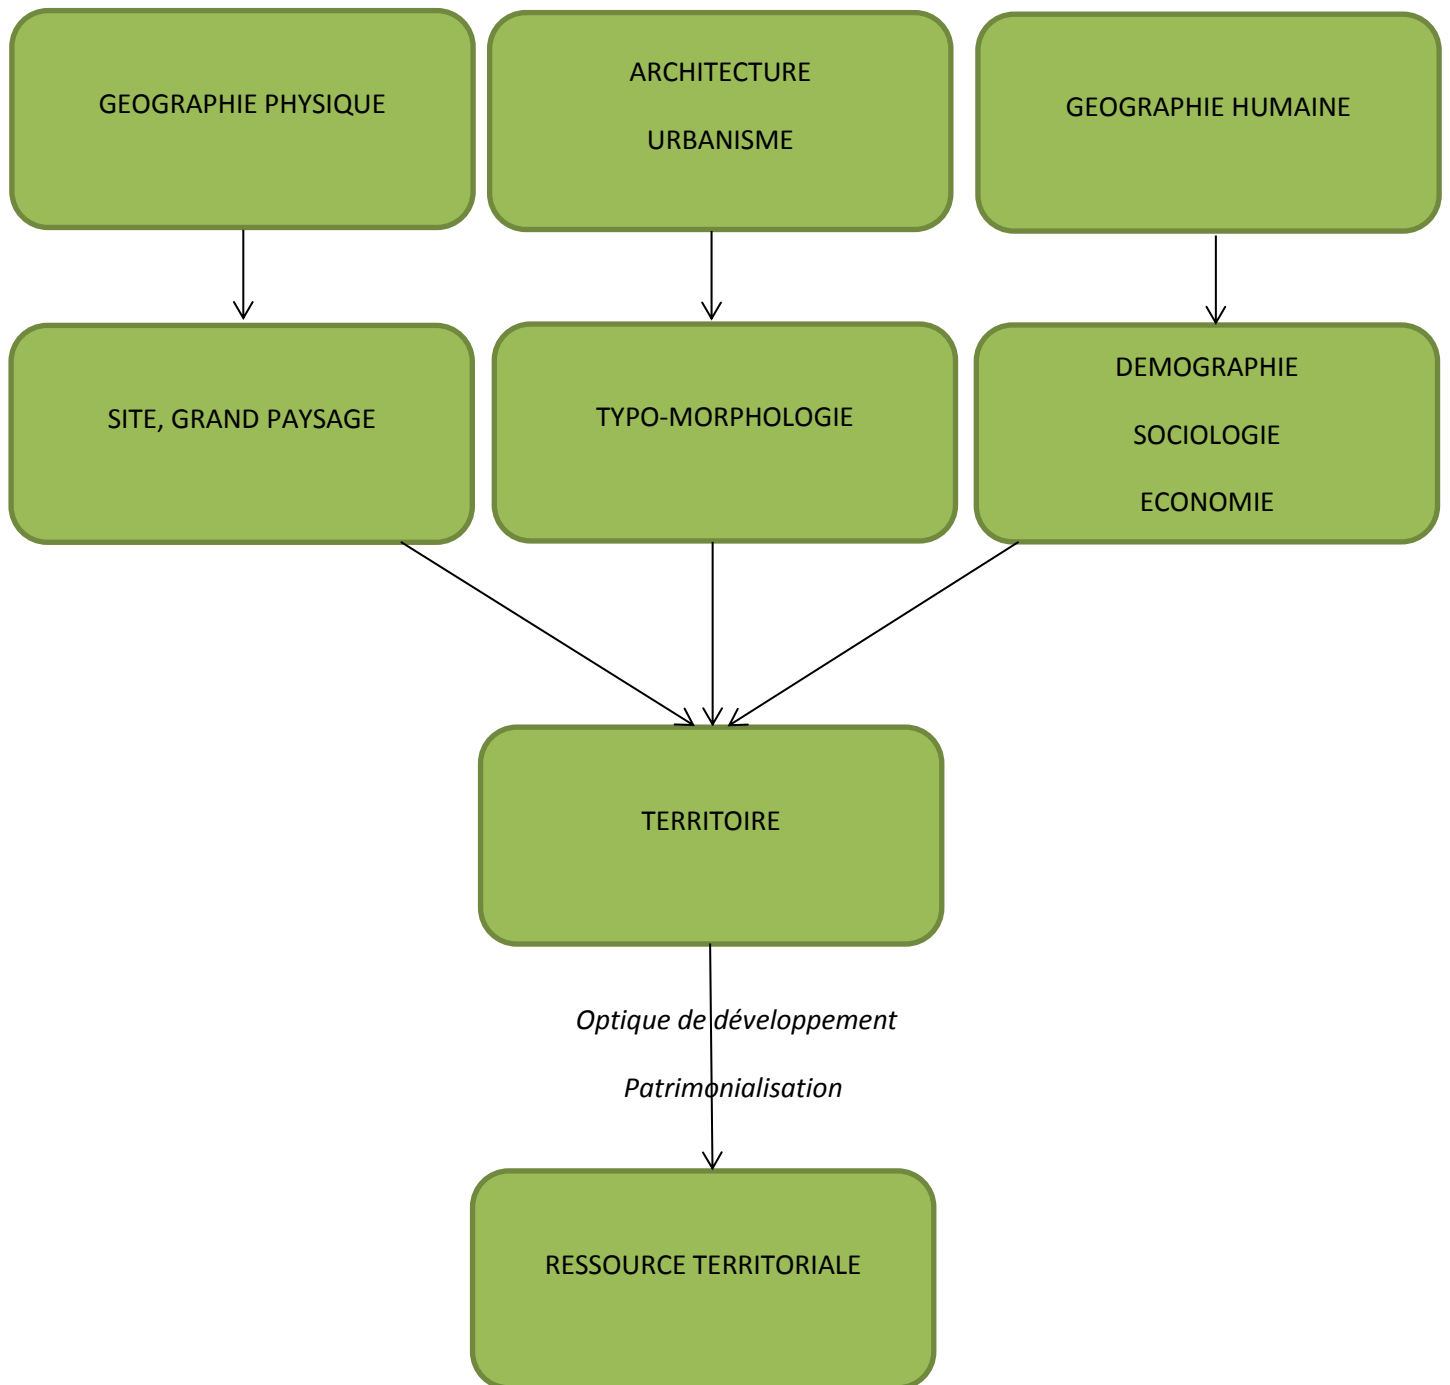 GEOGRAPHIE PHYSIQUE
ARCHITECTURE
URBANISME
GEOGRAPHIE HUMAINE
SITE, GRAND PAYSAGE
TYPO-MORPHOLOGIE
DEMOGRAPHIE
SOCIOLOGIE
ECONOMIE
TERRITOIRE
Optique de développement
Patrimonialisation
RESSOURCE TERRITORIALE